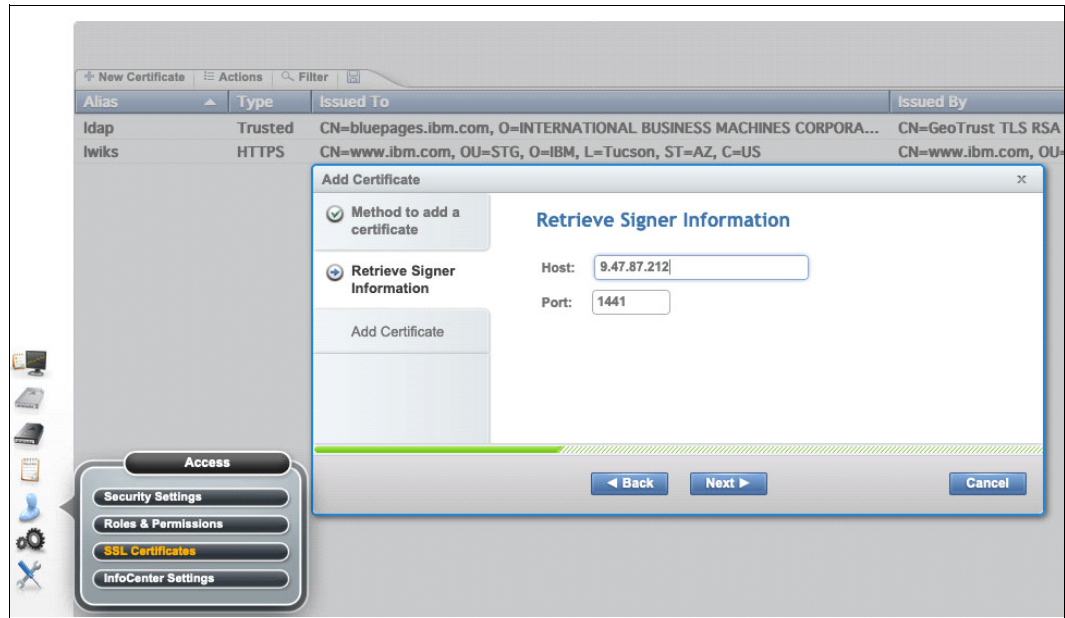 New Certificate Actions Filter
Alias Type Issued To Issued By
ldap Trusted CN=bluepages.ibm.com, O=INTERNATIONAL BUSINESS MACHINES CORPORA... CN=GeoTrust TLS RSA
lwiks HTTPS CN=www.ibm.com, OU=STG, O=IBM, L=Tucson, ST=AZ, C=US CN=www.ibm.com, OU=
Add Certificate x
Method to add a
certificate
Retrieve Signer
Information
Add Certificate
Retrieve Signer Information
Host: 9.47.87.212
Port: 1441
Back Next Cancel
Access
Security Settings
Roles & Permissions
SSL Certificates
InfoCenter Settings